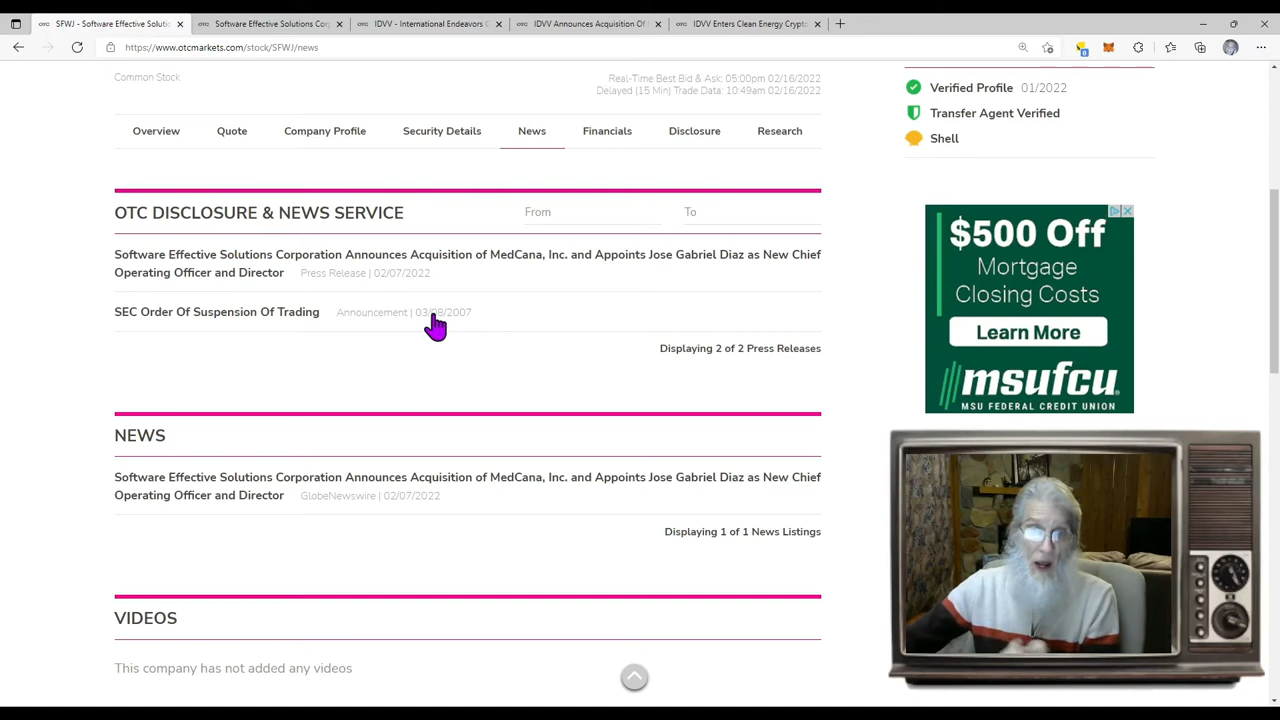 SFWJ - Software Effective Soluti
Software Effective Solutions Cor
IDVV - International Endeavors C
IDVV Announces Acquisition Of
IDVV Enters Clean Energy Crypto
https://www.otcmarkets.com/stock/SFWJ/news
Common Stock
Real-Time Best Bid & Ask: 05:00pm 02/16/2022
Delayed (15 Min) Trade Data: 10:49am 02/16/2022
Overview Quote Company Profile Security Details News Financials Disclosure Research
Verified Profile 01/2022
Transfer Agent Verified
Shell
OTC DISCLOSURE & NEWS SERVICE From To
Software Effective Solutions Corporation Announces Acquisition of MedCana, Inc. and Appoints Jose Gabriel Diaz as New Chief
Operating Officer and Director Press Release | 02/07/2022
SEC Order Of Suspension Of Trading Announcement | 03/08/2007
Displaying 2 of 2 Press Releases
NEWS
Software Effective Solutions Corporation Announces Acquisition of MedCana, Inc. and Appoints Jose Gabriel Diaz as New Chief
Operating Officer and Director GlobeNewswire | 02/07/2022
Displaying 1 of 1 News Listings
VIDEOS
This company has not added any videos
$500 Off
Mortgage
Closing Costs
Learn More
msufcu
MSU FEDERAL CREDIT UNION